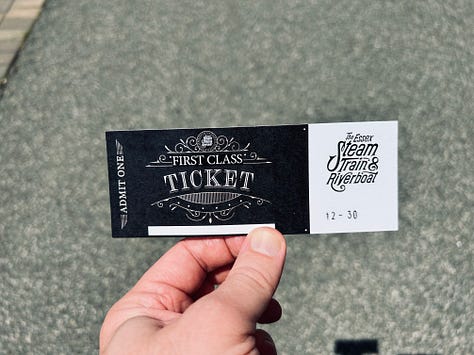 ADMIT ONE
"FIRST CLASS"
TICKET
The Essex
Steam
Train &
Riverboat
12-30